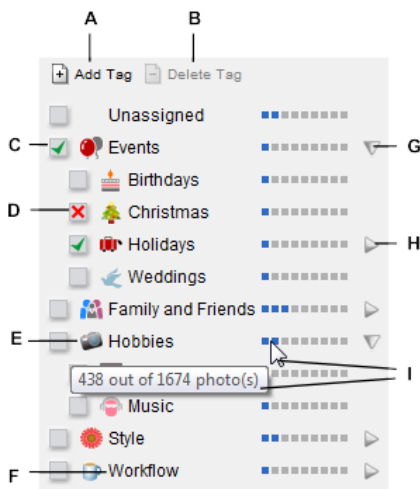 A B
Add Tag Delete Tag
Unassigned
C Events G
Birthdays
D Christmas
Holidays H
Weddings
Family and Friends
E Hobbies
438 out of 1674 photo(s) I
Music
Style
F Workflow